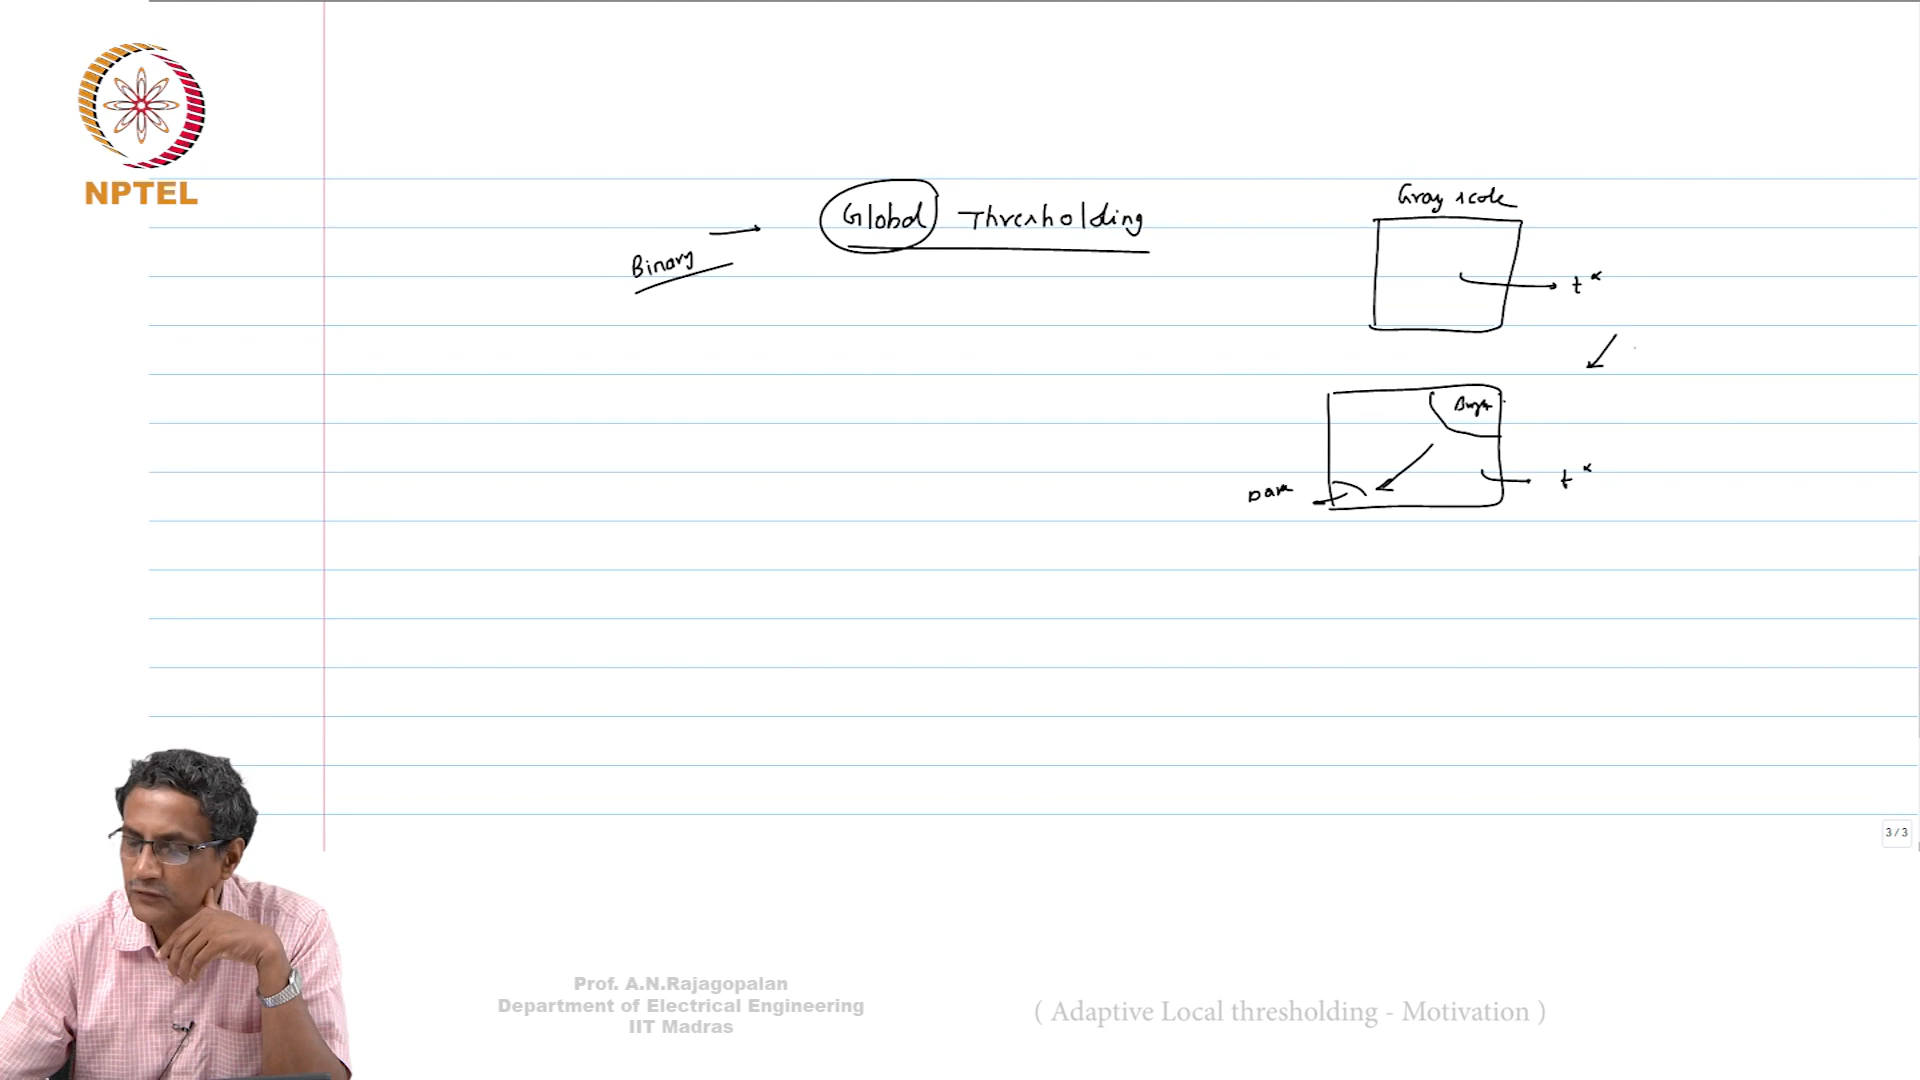 NPTEL
Global Thresholding
Binary
Gray scale
t*
Bright
Dark
t*
3 / 3
Prof. A.N.Rajagopalan
Department of Electrical Engineering
IIT Madras
( Adaptive Local thresholding - Motivation )